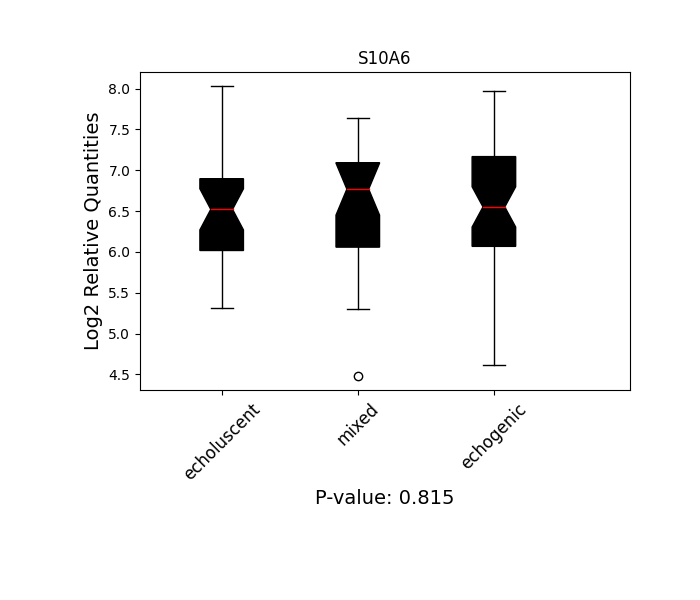 S10A6
Log2 Relative Quantities
8.0
7.5
7.0
6.5
6.0
5.5
5.0
4.5
echoluscent
mixed
echogenic
P-value: 0.815